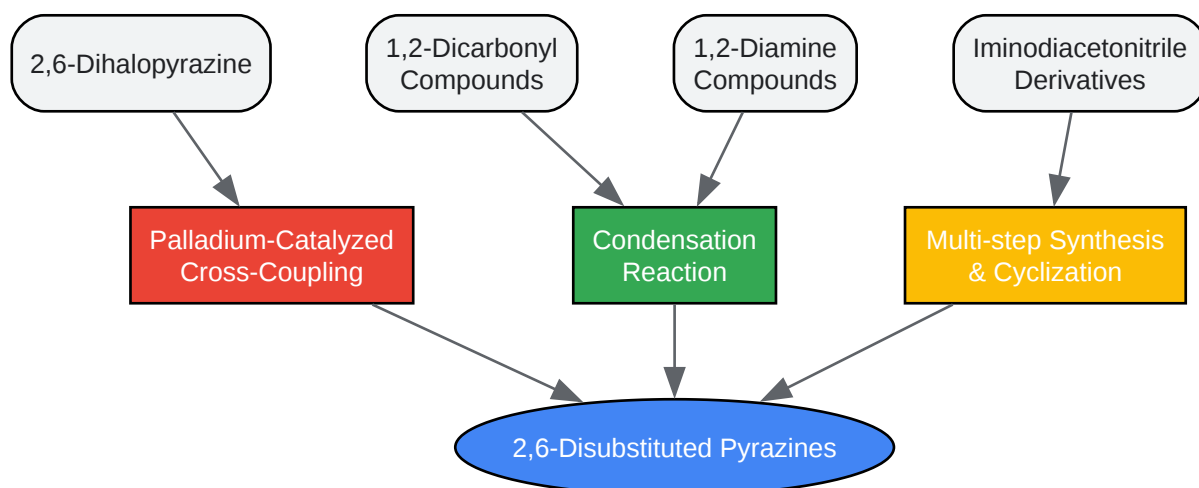 2,6-Dihalopyrazine
1,2-Dicarbonyl
Compounds
1,2-Diamine
Compounds
Iminodiacetonitrile
Derivatives
Palladium-Catalyzed
Cross-Coupling
Condensation
Reaction
Multi-step Synthesis
& Cyclization
2,6-Disubstituted Pyrazines